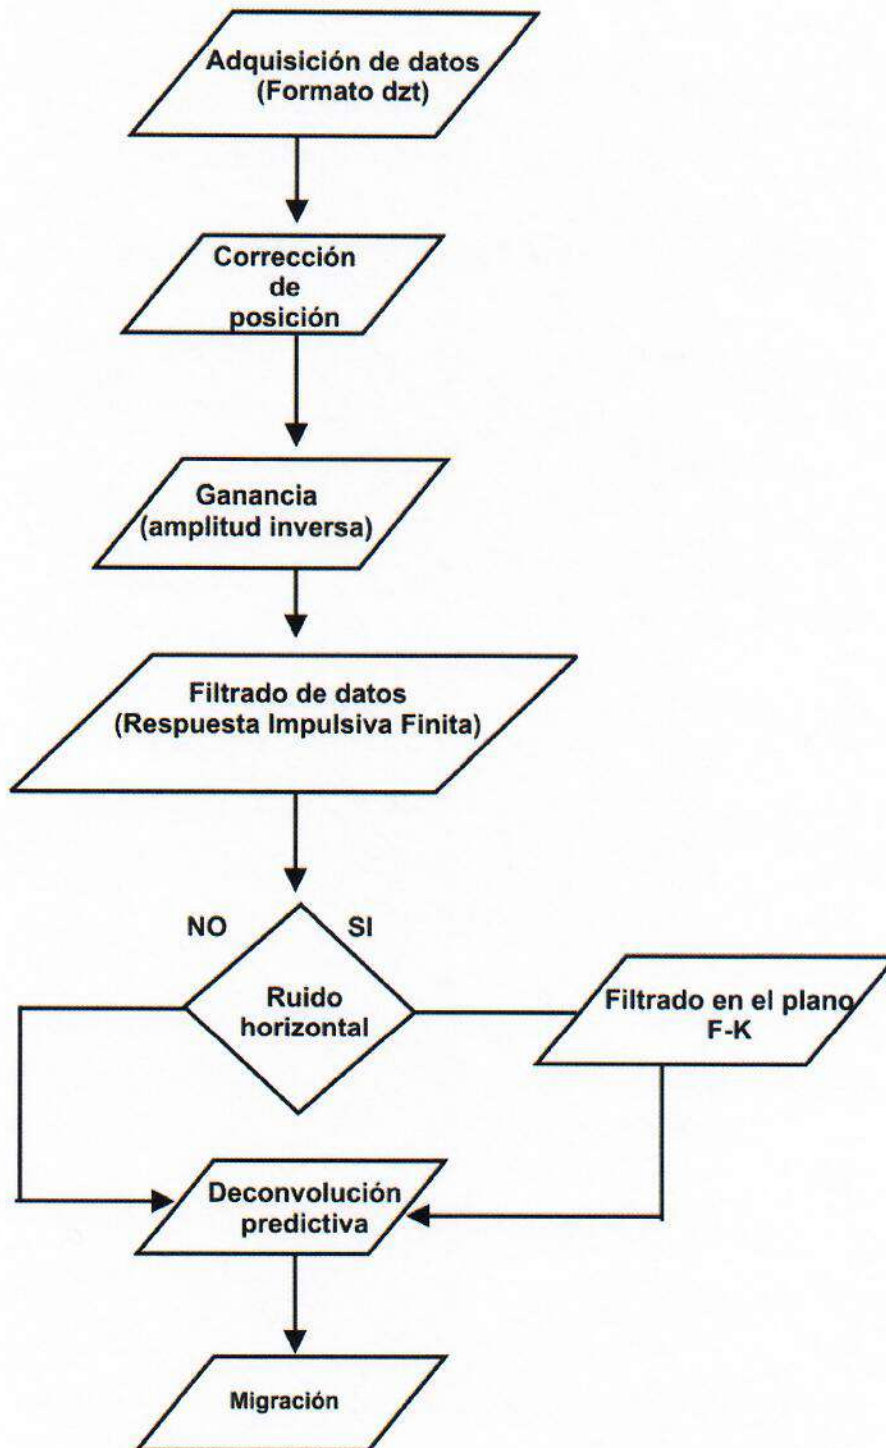 Adquisición de datos
(Formato dzt)
Corrección
de
posición
Ganancia
(amplitud inversa)
Filtrado de datos
(Respuesta Impulsiva Finita)
NO
SI
Ruido
horizontal
Filtrado en el plano
F-K
Deconvolución
predictiva
Migración